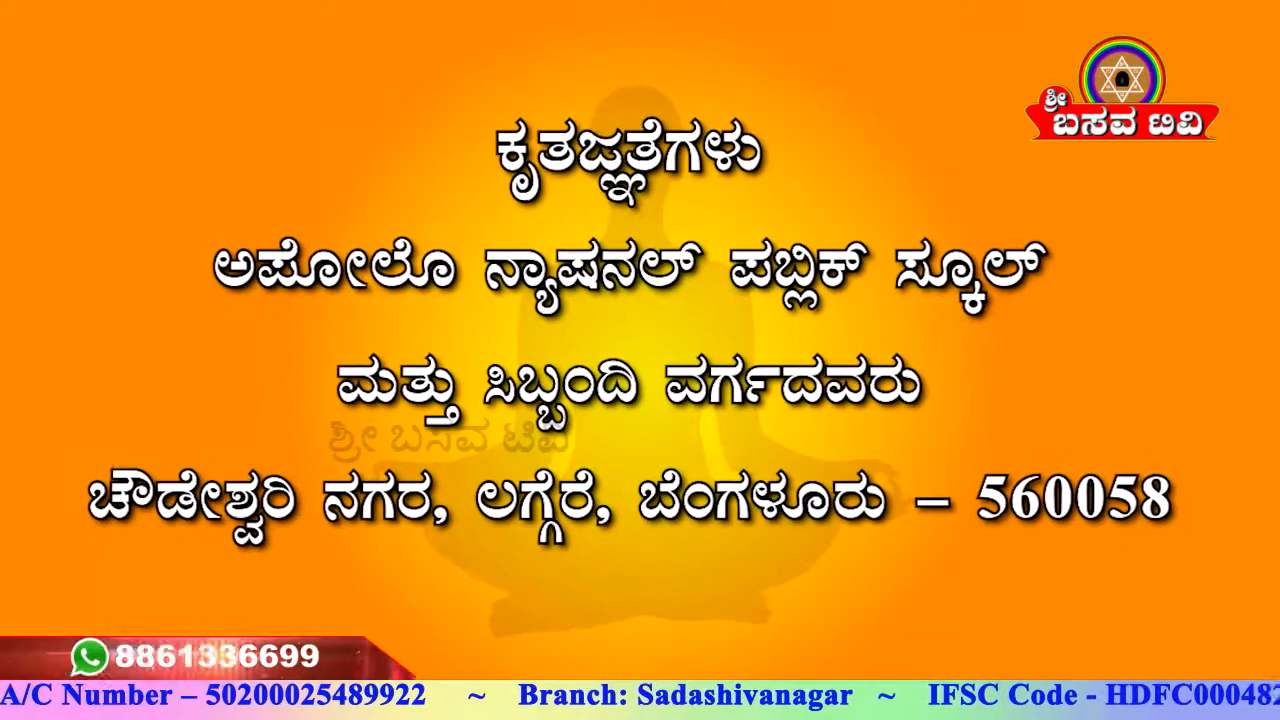 ಶ್ರೀ
ಬಸವ ಟಿವಿ
ಕೃತಜ್ಞತೆಗಳು
ಅಪೋಲೊ ನ್ಯಾಷನಲ್ ಪಬ್ಲಿಕ್ ಸ್ಕೂಲ್
ಮತ್ತು ಸಿಬ್ಬಂದಿ ವರ್ಗದವರು
ಶ್ರೀ ಬಸವ ಟಿವಿ
ಚೌಡೇಶ್ವರಿ ನಗರ, ಲಗ್ಗೆರೆ, ಬೆಂಗಳೂರು – 560058
8861336699
A/C Number – 50200025489922 ~ Branch: Sadashivanagar ~ IFSC Code - HDFC000482